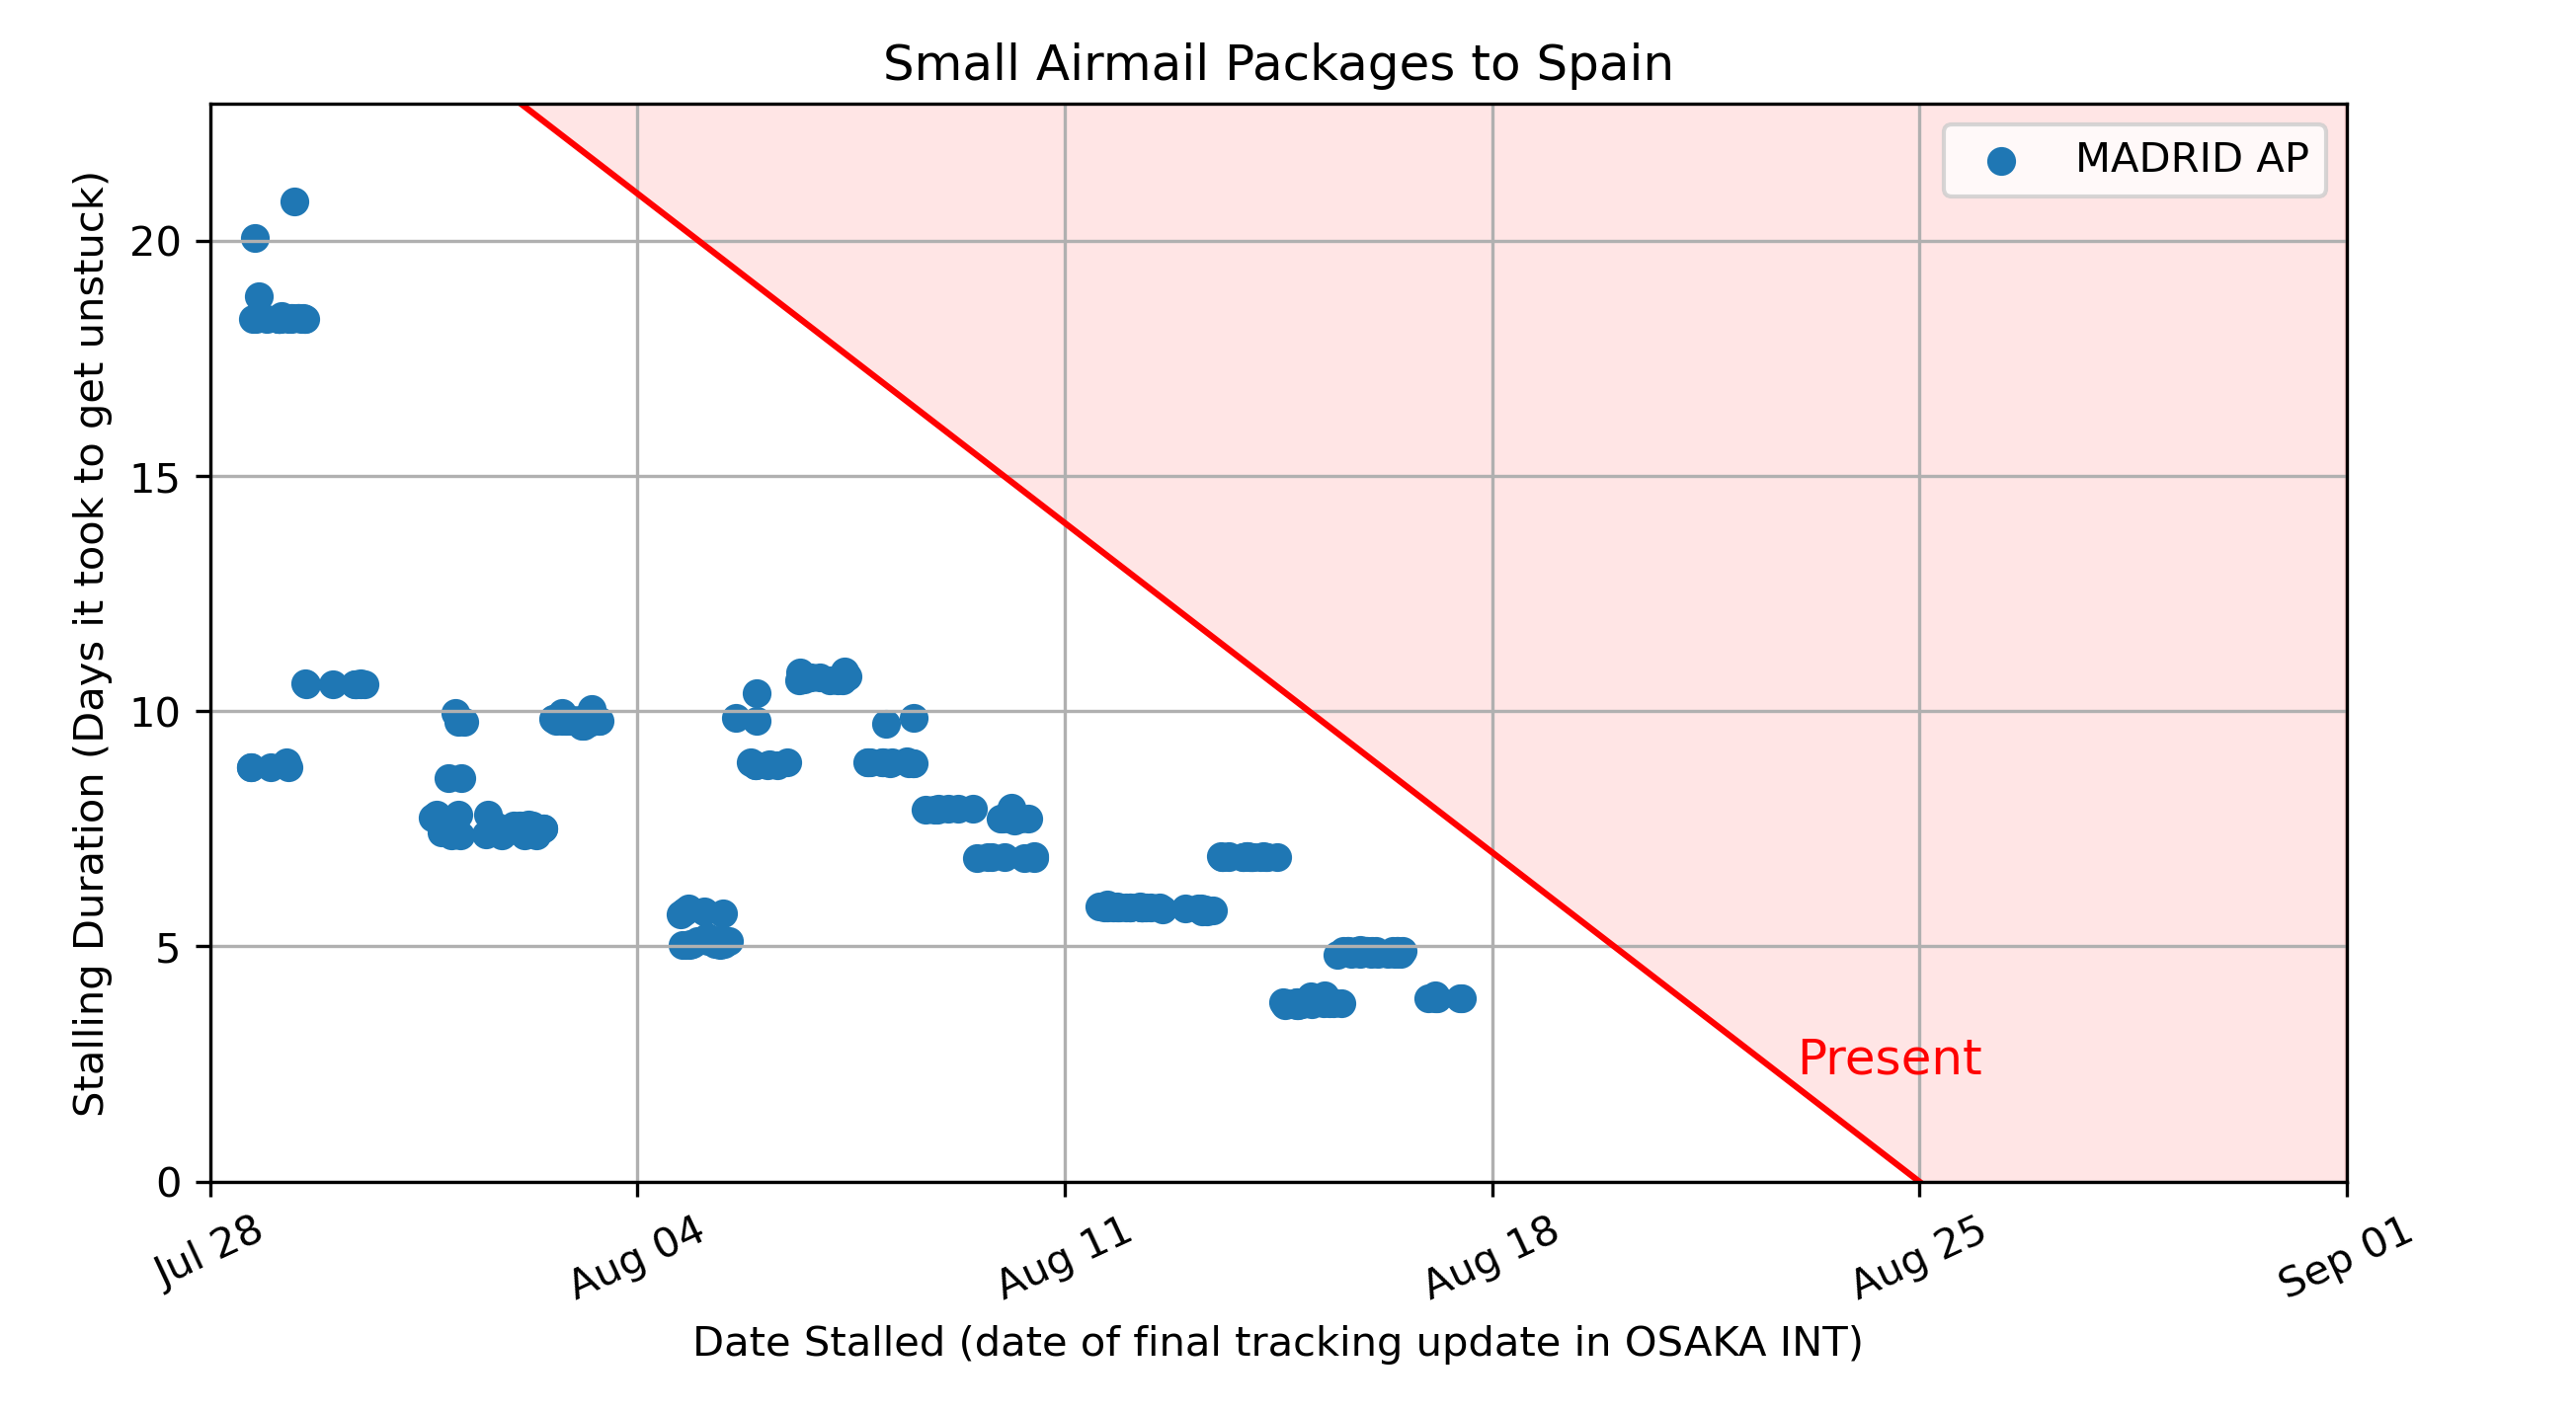 Small Airmail Packages to Spain
MADRID AP
Stalling Duration (Days it took to get unstuck)
20
15
10
5
0
Present
Jul 28
Aug 04
Aug 11
Aug 18
Aug 25
Sep 01
Date Stalled (date of final tracking update in OSAKA INT)